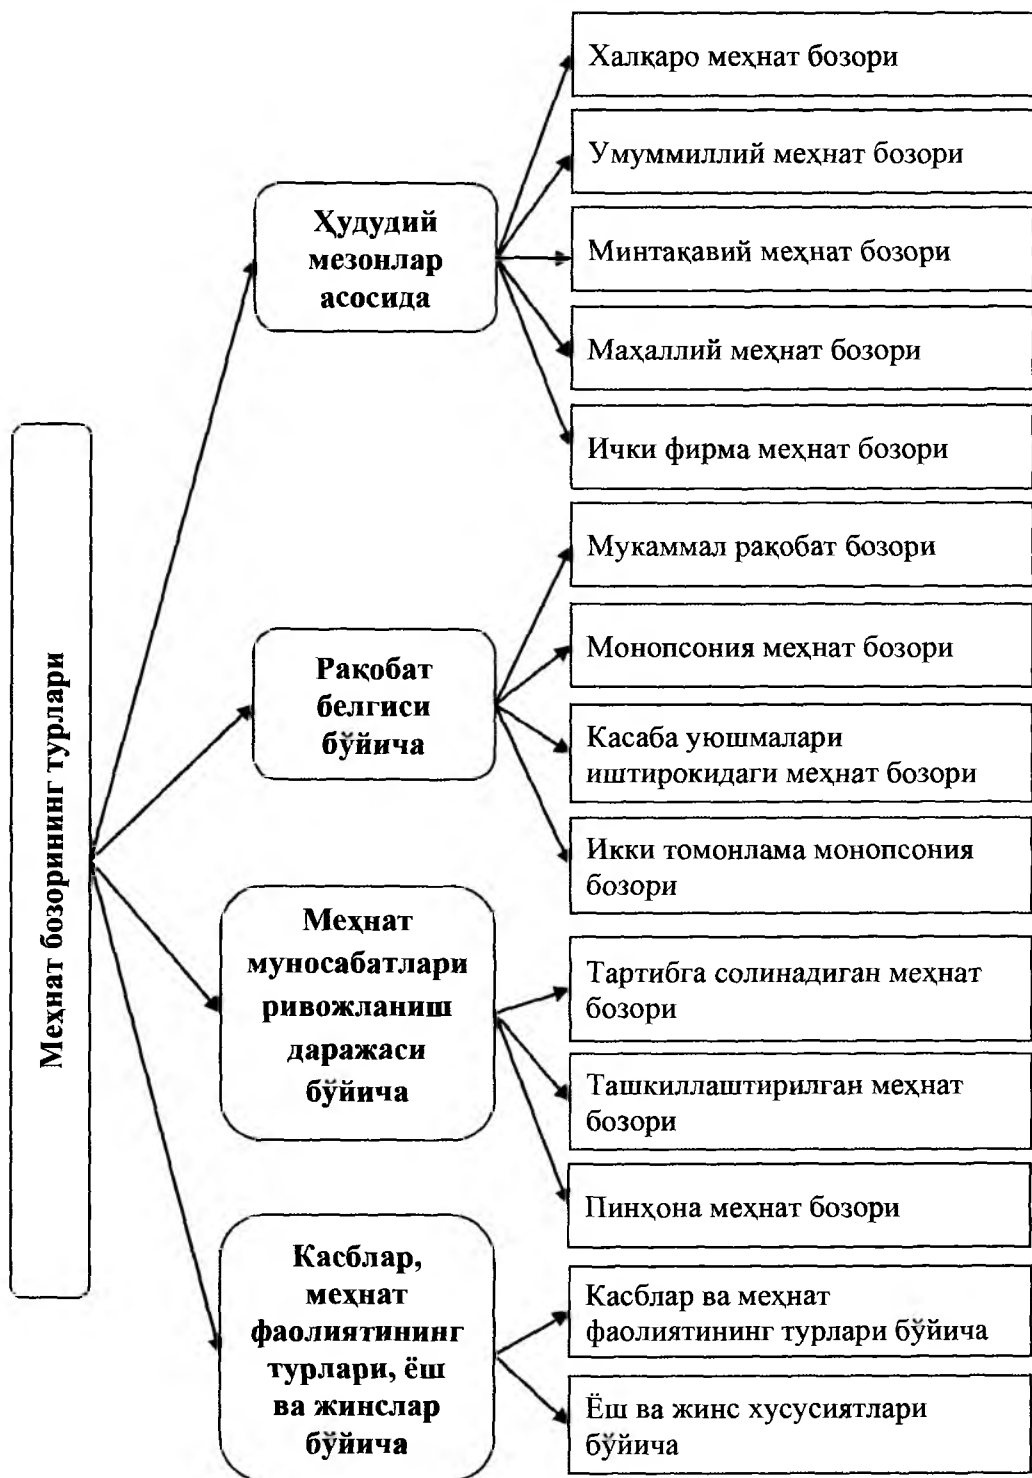 Меҳнат бозорининг турлари
Ҳудудий
мезонлар
асосида
Халқаро меҳнат бозори
Умуммиллий меҳнат бозори
Минтақавий меҳнат бозори
Маҳаллий меҳнат бозори
Ички фирма меҳнат бозори
Рақобат
белгиси
бўйича
Мукаммал рақобат бозори
Монопсония меҳнат бозори
Касаба уюшмалари
иштирокидаги меҳнат бозори
Икки томонлама монопсония
бозори
Меҳнат
муносабатлари
ривожланиш
даражаси
бўйича
Тартибга солинадиган меҳнат
бозори
Ташкиллаштирилган меҳнат
бозори
Пинҳона меҳнат бозори
Касблар,
меҳнат
фаолиятининг
турлари, ёш
ва жинслар
бўйича
Касблар ва меҳнат
фаолиятининг турлари бўйича
Ёш ва жинс хусусиятлари
бўйича